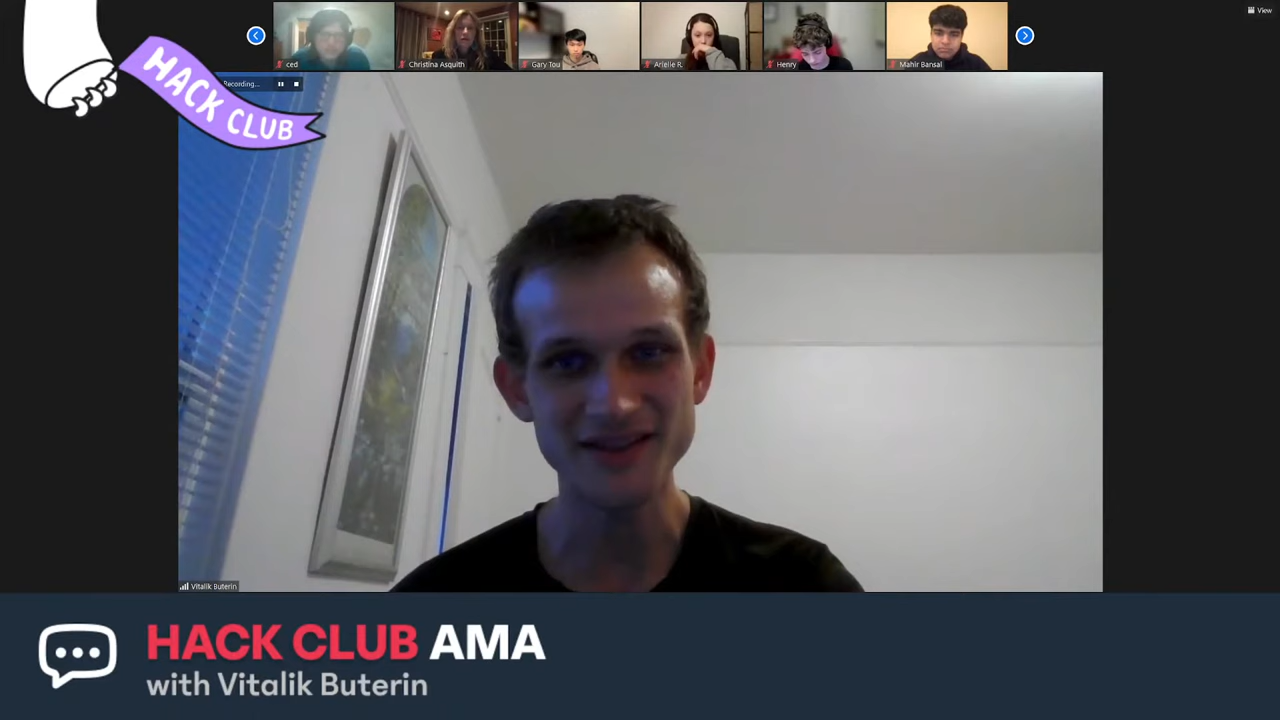 View
ced
Christina Asquith
Gary Tou
Arielle R.
Henry
Mahir Bansal
HACK CLUB
Recording...
Vitalik Buterin
HACK CLUB AMA
with Vitalik Buterin